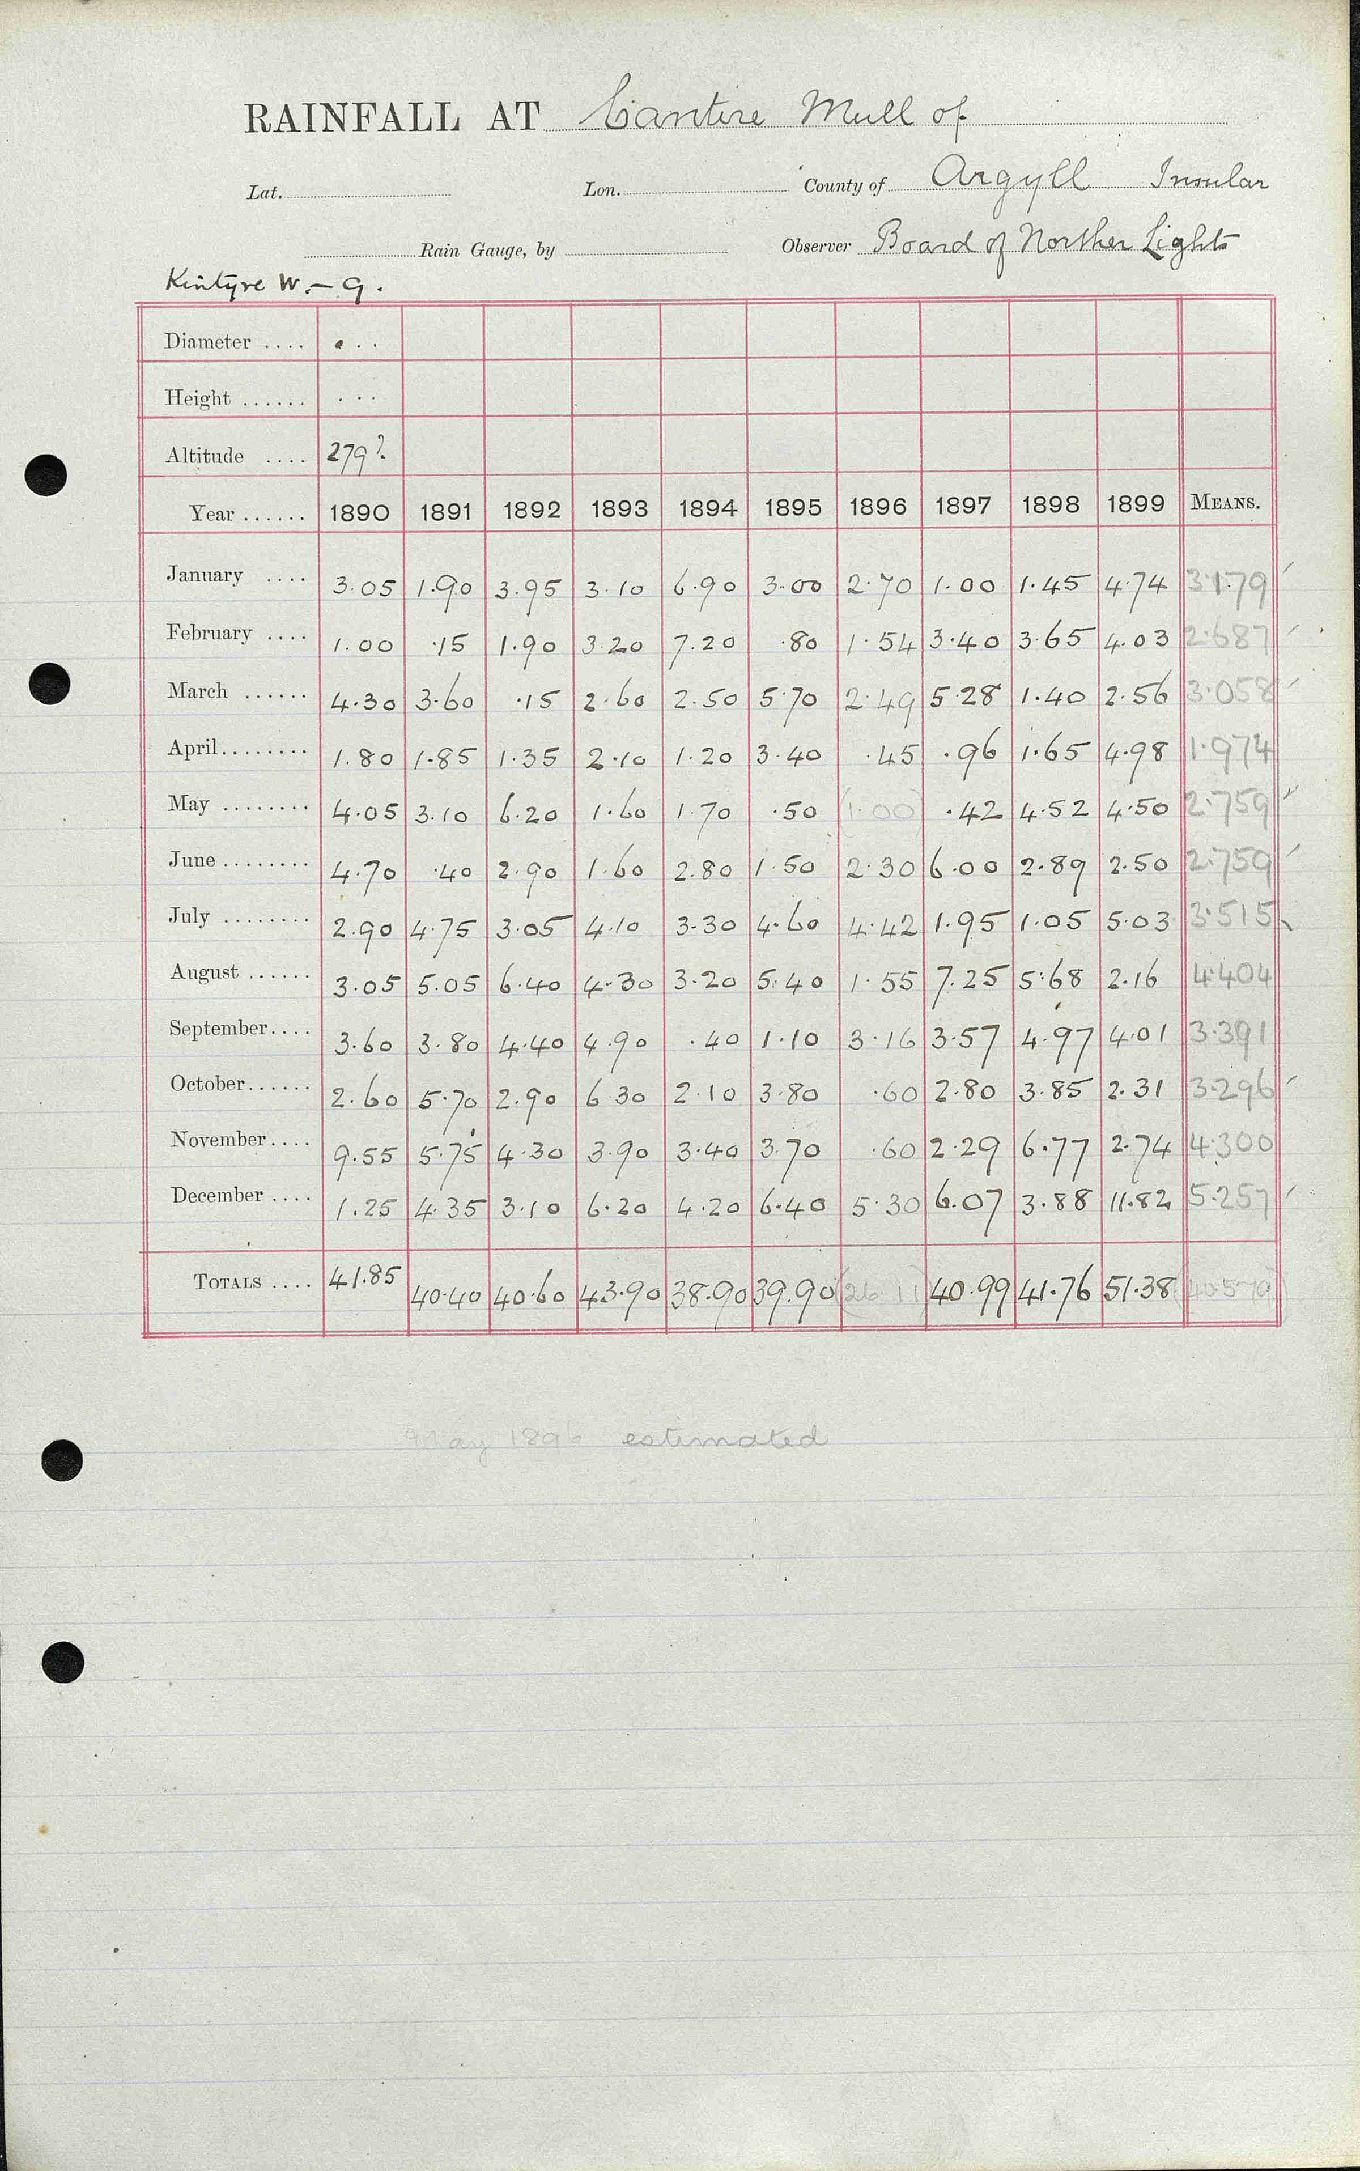 RAINFALL AT Cantire Mull of
Lat. Lon. County of Argyll Insular
Rain Gauge, by Observer Board of Norther Lights
Kintyre W. - 9.
Diameter .... . . .
Height ...... . . .
Altitude .... 279?
Year ...... 1890 1891 1892 1893 1894 1895 1896 1897 1898 1899 MEANS.
January .... 3.05 1.90 3.95 3.10 6.90 3.00 2.70 1.00 1.45 4.74 3.179
February .... 1.00 .15 1.90 3.20 7.20 .80 1.54 3.40 3.65 4.03 2.687
March ...... 4.30 3.60 .15 2.60 2.50 5.70 2.49 5.28 1.40 2.56 3.058
April ........ 1.80 1.85 1.35 2.10 1.20 3.40 .45 .96 1.65 4.98 1.974
May ........ 4.05 3.10 6.20 1.60 1.70 .50 (1.00) .42 4.52 4.50 2.759
June ........ 4.70 .40 2.90 1.60 2.80 1.50 2.30 6.00 2.89 2.50 2.759
July ........ 2.90 4.75 3.05 4.10 3.30 4.60 4.42 1.95 1.05 5.03 3.515
August ...... 3.05 5.05 6.40 4.30 3.20 5.40 1.55 7.25 5.68 2.16 4.404
September .... 3.60 3.80 4.40 4.90 .40 1.10 3.16 3.57 4.97 4.01 3.391
October ...... 2.60 5.70 2.90 6.30 2.10 3.80 .60 2.80 3.85 2.31 3.296
November .... 9.55 5.75 4.30 3.90 3.40 3.70 .60 2.29 6.77 2.74 4.300
December .... 1.25 4.35 3.10 6.20 4.20 6.40 5.30 6.07 3.88 11.82 5.257
TOTALS .... 41.85 40.40 40.60 43.90 38.90 39.90 (26.11) 40.99 41.76 51.38 (40.579)
May 1896 estimated